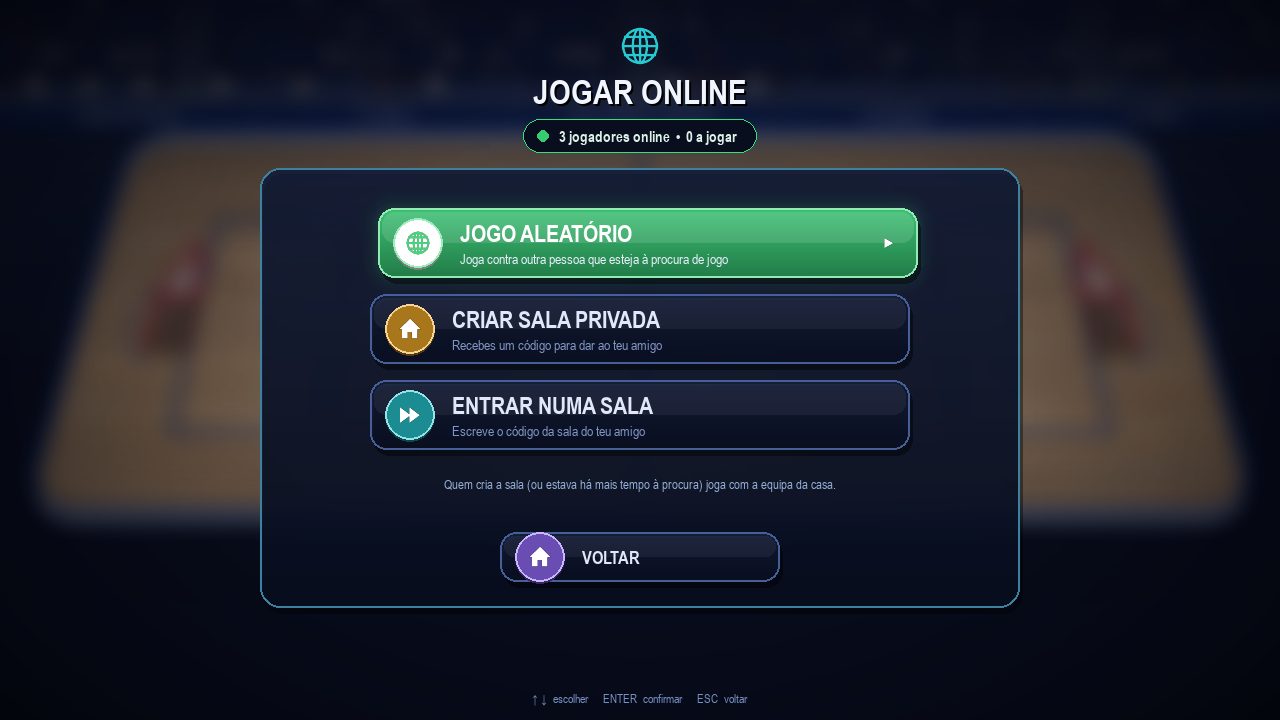 JOGAR ONLINE
3 jogadores online • 0 a jogar
JOGO ALEATÓRIO
Joga contra outra pessoa que esteja à procura de jogo
CRIAR SALA PRIVADA
Recebes um código para dar ao teu amigo
ENTRAR NUMA SALA
Escreve o código da sala do teu amigo
Quem cria a sala (ou estava há mais tempo à procura) joga com a equipa da casa.
VOLTAR
↑↓ escolher ENTER confirmar ESC voltar